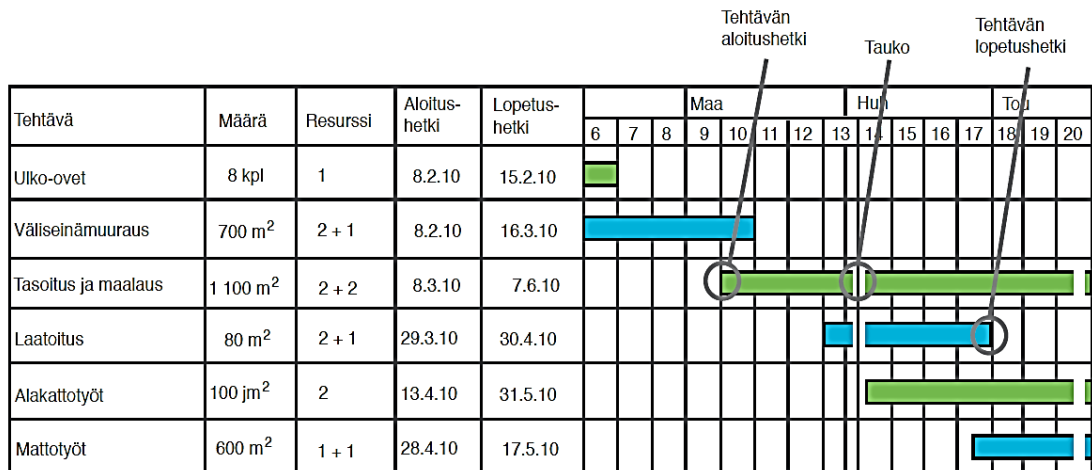 Tehtävän
aloitushetki
Tauko
Tehtävän
lopetushetki
Tehtävä Määrä Resurssi Aloitus-
hetki Lopetus-
hetki Maa Huh Tou
6 7 8 9 10 11 12 13 14 15 16 17 18 19 20
Ulko-ovet 8 kpl 1 8.2.10 15.2.10
Väliseinämuuraus 700 m² 2 + 1 8.2.10 16.3.10
Tasoitus ja maalaus 1 100 m² 2 + 2 8.3.10 7.6.10
Laatoitus 80 m² 2 + 1 29.3.10 30.4.10
Alakattotyöt 100 jm² 2 13.4.10 31.5.10
Mattotyöt 600 m² 1 + 1 28.4.10 17.5.10